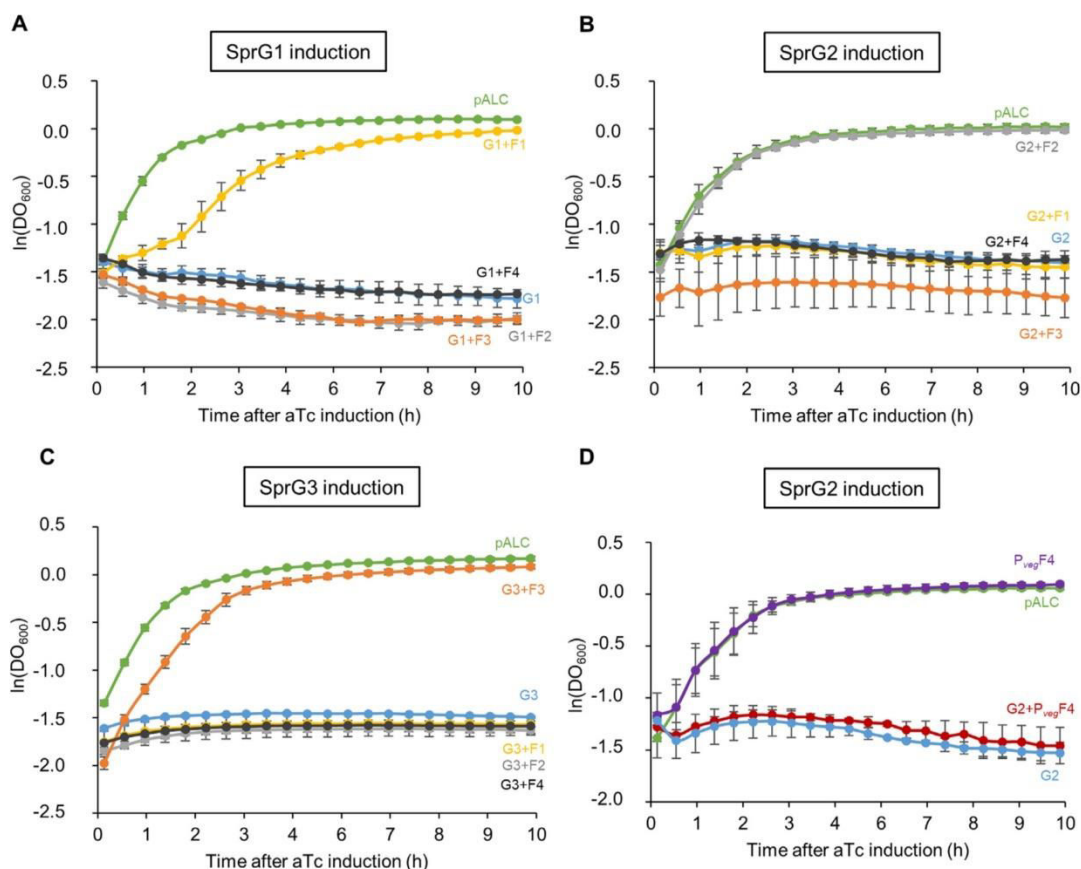 A
SprG1 induction
0.5
0.0
-0.5
-1.0
-1.5
-2.0
-2.5
ln(DO600)
pALC
G1+F1
G1+F4
G1
G1+F3
G1+F2
0 1 2 3 4 5 6 7 8 9 10
Time after aTc induction (h)
B
SprG2 induction
0.5
0.0
-0.5
-1.0
-1.5
-2.0
-2.5
ln(DO600)
pALC
G2+F2
G2+F1
G2+F4
G2
G2+F3
0 1 2 3 4 5 6 7 8 9 10
Time after aTc induction (h)
C
SprG3 induction
0.5
0.0
-0.5
-1.0
-1.5
-2.0
-2.5
ln(DO600)
pALC
G3+F3
G3
G3+F1
G3+F2
G3+F4
0 1 2 3 4 5 6 7 8 9 10
Time after aTc induction (h)
D
SprG2 induction
0.5
0.0
-0.5
-1.0
-1.5
-2.0
ln(DO600)
PvegF4
pALC
G2+PvegF4
G2
0 1 2 3 4 5 6 7 8 9 10
Time after aTc induction (h)